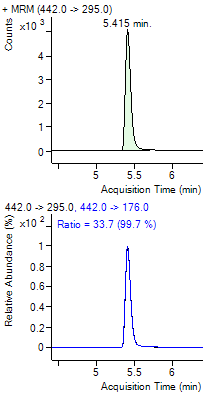 + MRM (442.0 -> 295.0)
Counts
x10 3
5.415 min.
4
3
2
1
0
5 5.5 6
Acquisition Time (min)
442.0 -> 295.0, 442.0 -> 176.0
Relative Abundance (%)
x10 2
Ratio = 33.7 (99.7 %)
1
0.8
0.6
0.4
0.2
0
5 5.5 6
Acquisition Time (min)